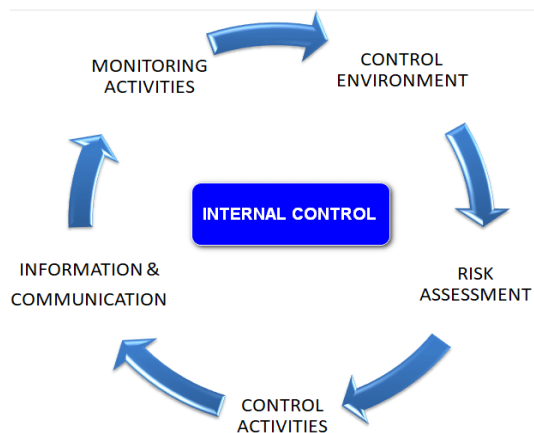 MONITORING
ACTIVITIES
CONTROL
ENVIRONMENT
INTERNAL CONTROL
INFORMATION &
COMMUNICATION
RISK
ASSESSMENT
CONTROL
ACTIVITIES